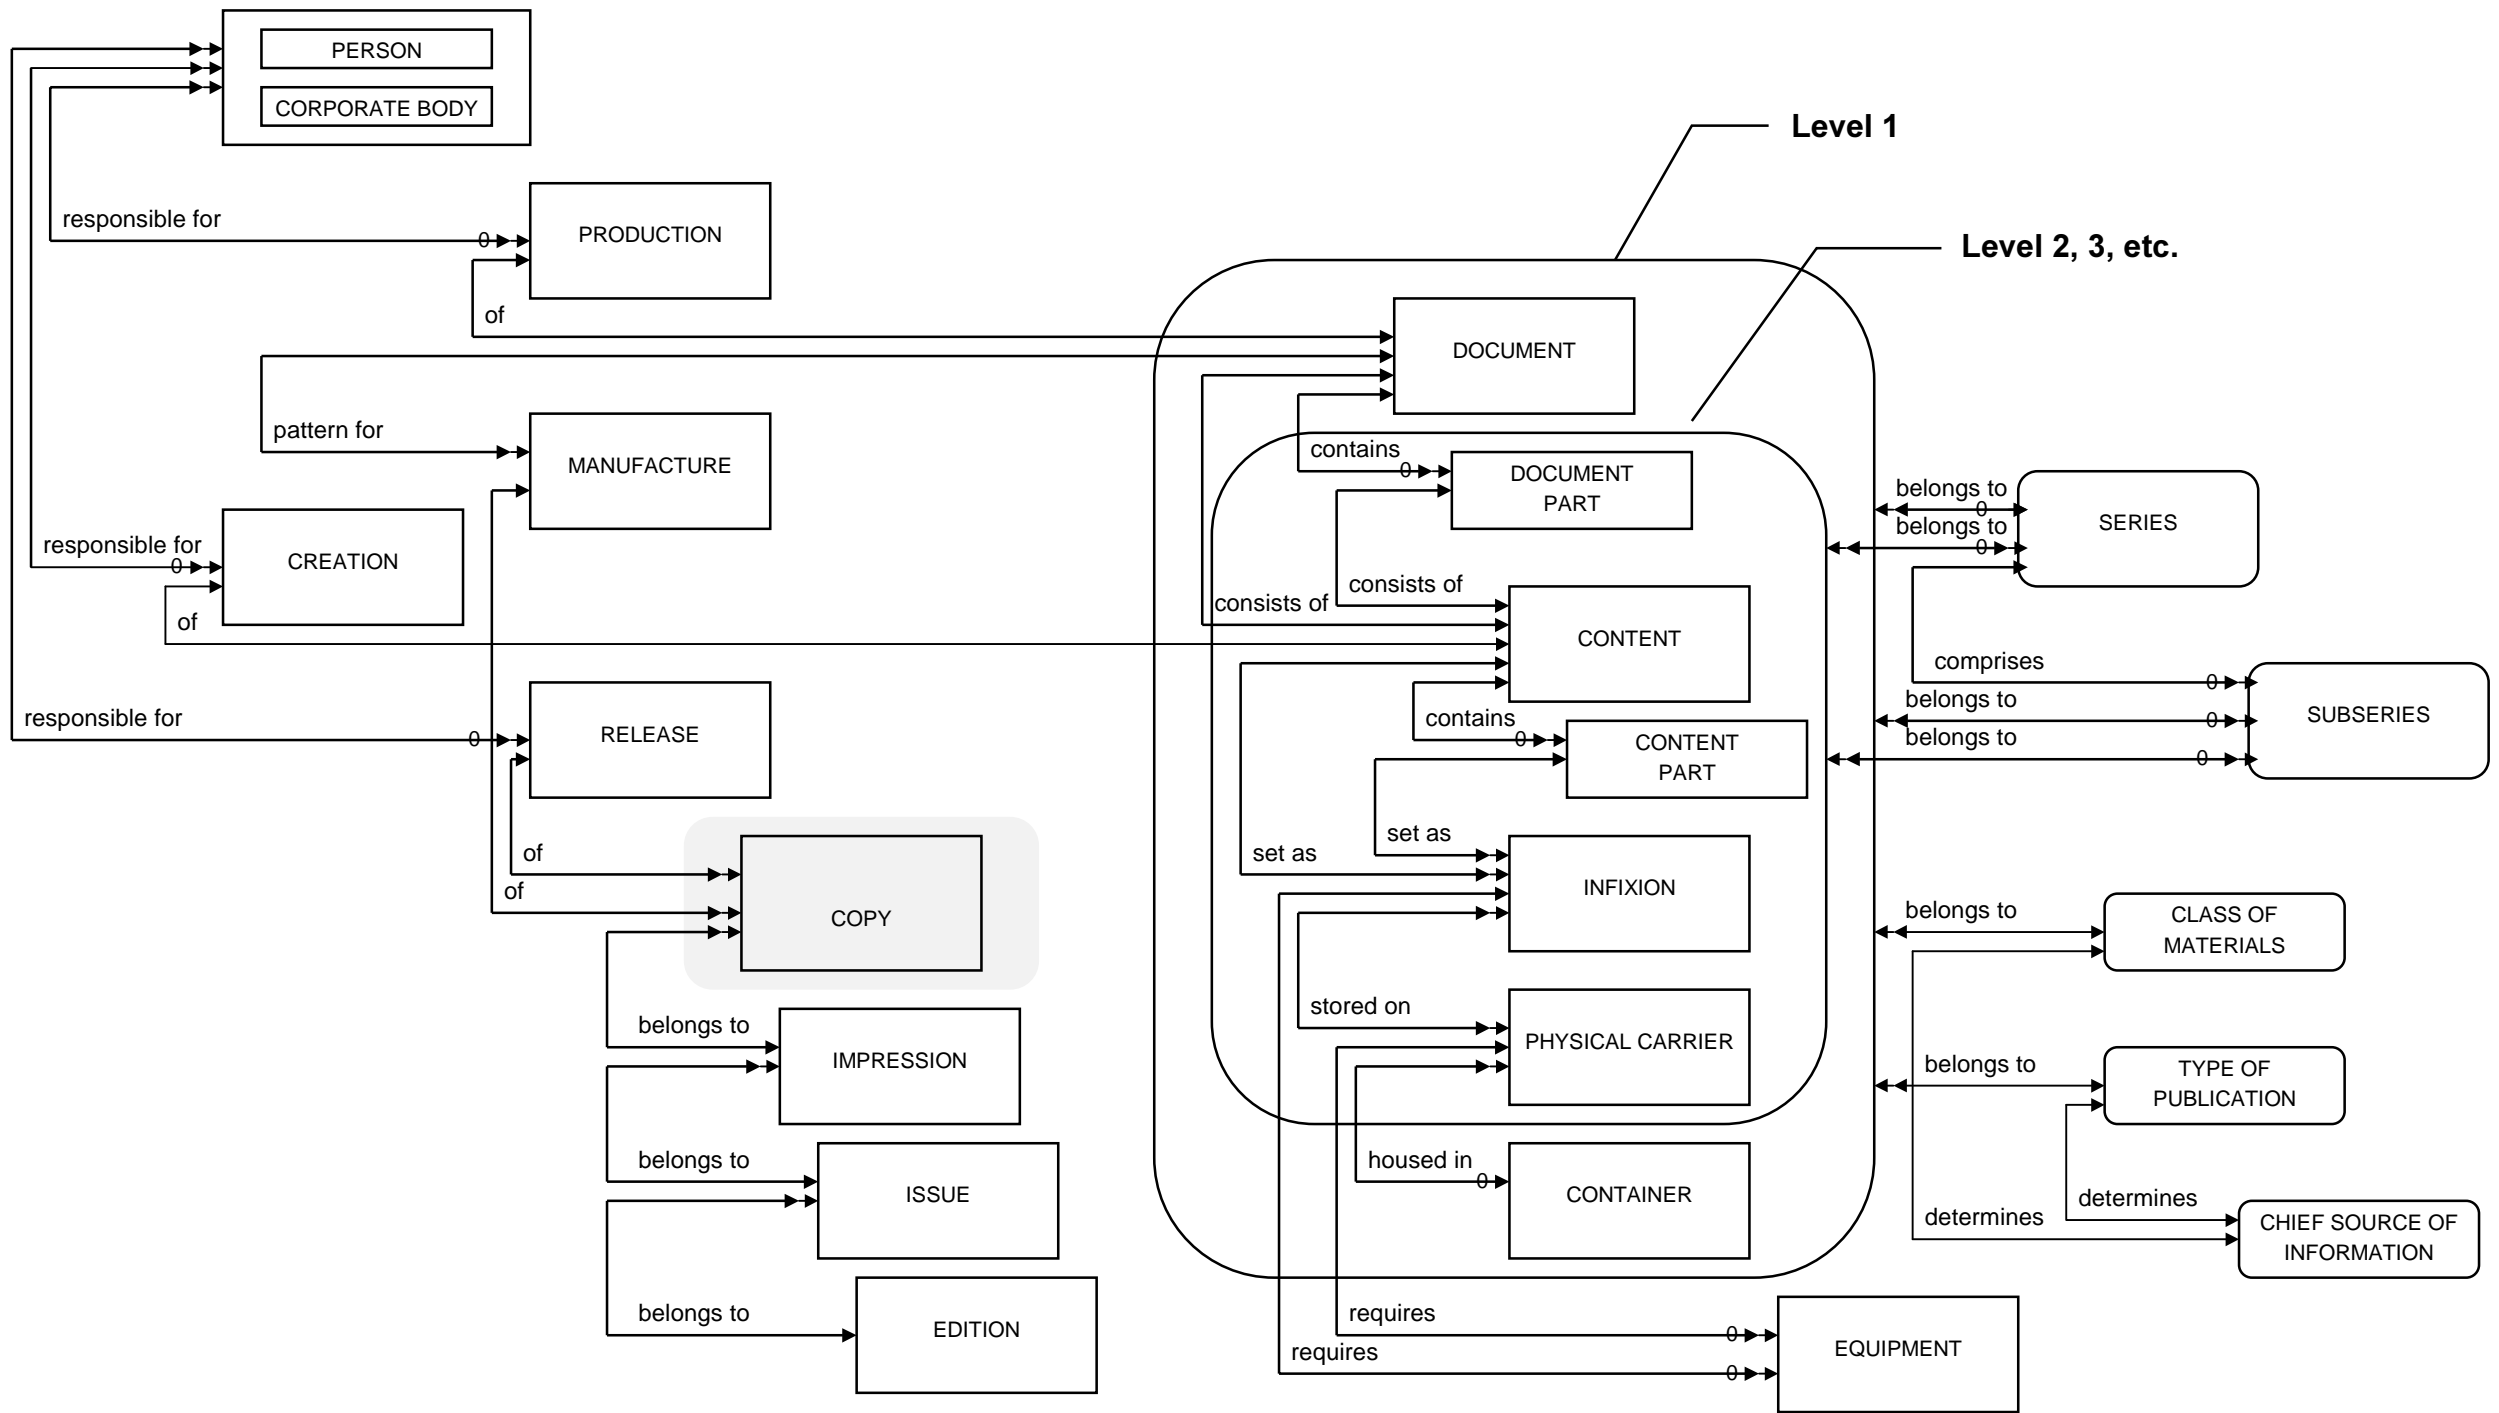 PERSON
CORPORATE BODY
Level 1
responsible for
0
PRODUCTION
Level 2, 3, etc.
of
DOCUMENT
pattern for
MANUFACTURE
contains
0
DOCUMENT
PART
belongs to
0
belongs to
0
SERIES
responsible for
0
CREATION
consists of
consists of
of
CONTENT
comprises
0
responsible for
0
RELEASE
contains
0
CONTENT
PART
belongs to
0
belongs to
0
SUBSERIES
of
of
COPY
set as
set as
INFIXION
belongs to
CLASS OF
MATERIALS
belongs to
IMPRESSION
stored on
PHYSICAL CARRIER
belongs to
TYPE OF
PUBLICATION
belongs to
ISSUE
housed in
0
CONTAINER
determines
determines
CHIEF SOURCE OF
INFORMATION
belongs to
EDITION
requires
0
requires
0
EQUIPMENT